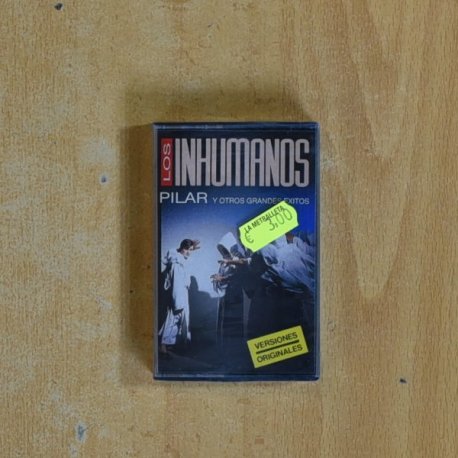 LOS INHUMANOS
PILAR Y OTROS GRANDES EXITOS
LA METRALLETA
€ 3,00
VERSIONES
ORIGINALES